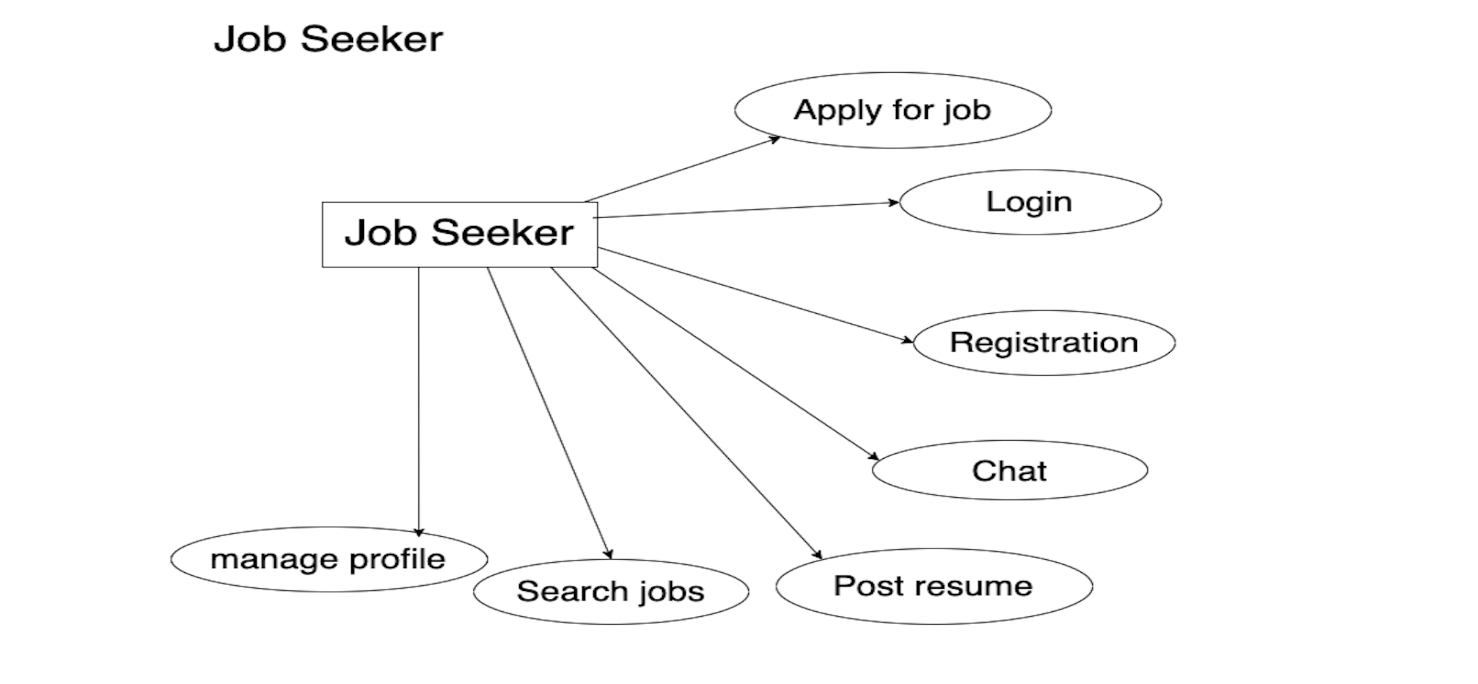 Job Seeker
Apply for job
Login
Job Seeker
Registration
Chat
manage profile
Search jobs
Post resume